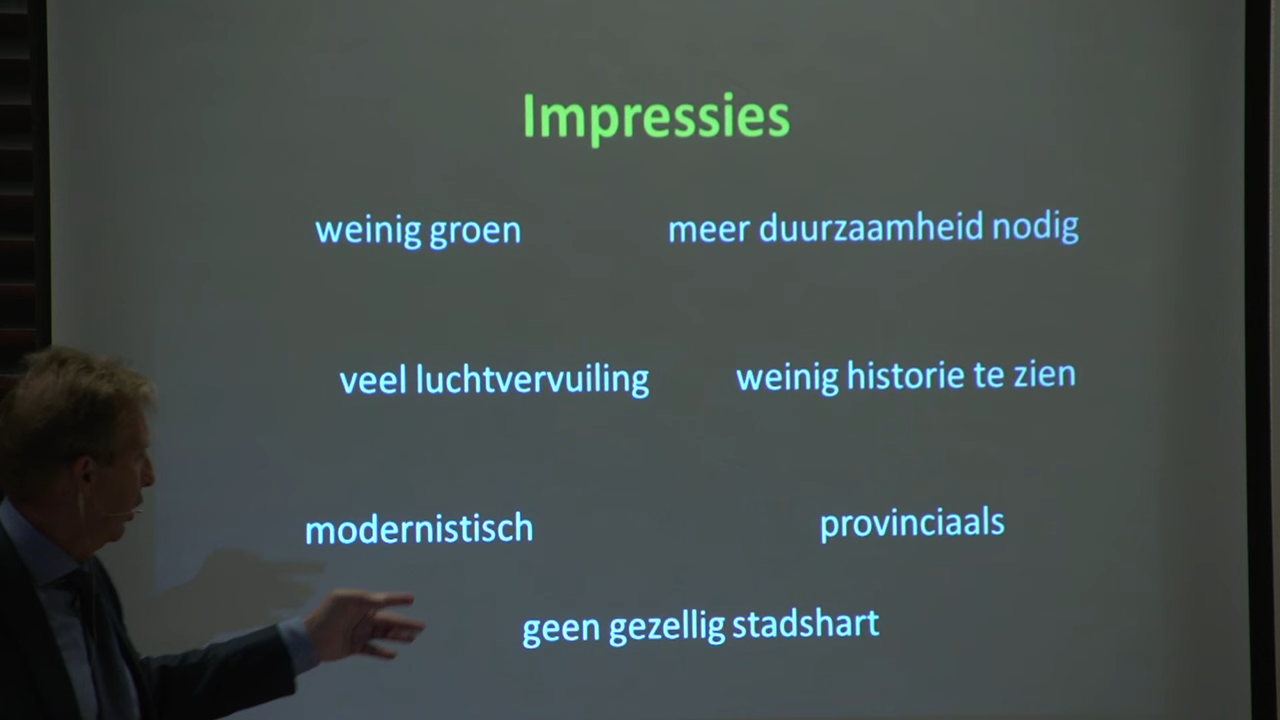 Impressies
weinig groen
meer duurzaamheid nodig
veel luchtvervuiling
weinig historie te zien
modernistisch
provinciaals
geen gezellig stadshart